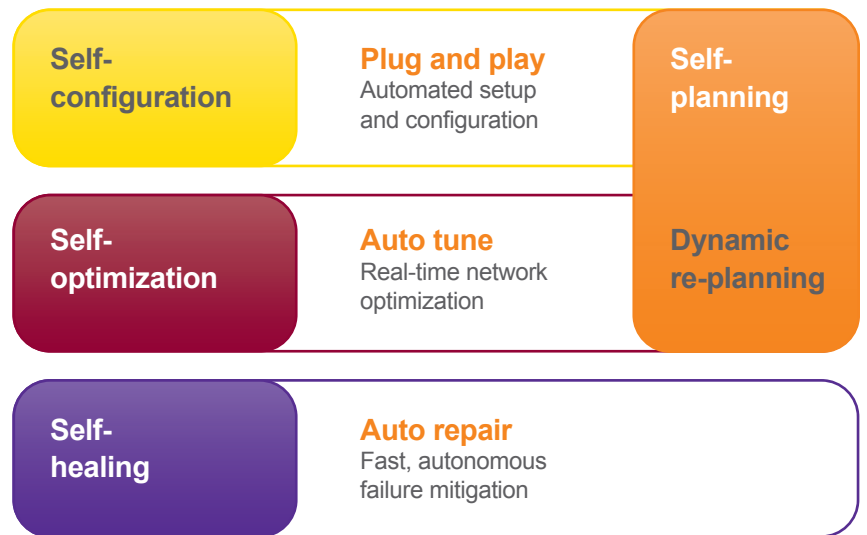 Self-
configuration
Plug and play
Automated setup
and configuration
Self-
planning
Self-
optimization
Auto tune
Real-time network
optimization
Dynamic
re-planning
Self-
healing
Auto repair
Fast, autonomous
failure mitigation